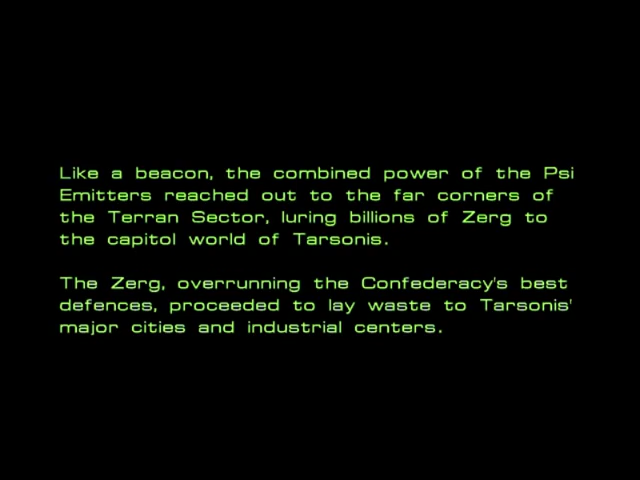 Like a beacon, the combined power of the Psi
Emitters reached out to the far corners of
the Terran Sector, luring billions of Zerg to
the capitol world of Tarsonis.
The Zerg, overrunning the Confederacy's best
defences, proceeded to lay waste to Tarsonis'
major cities and industrial centers.